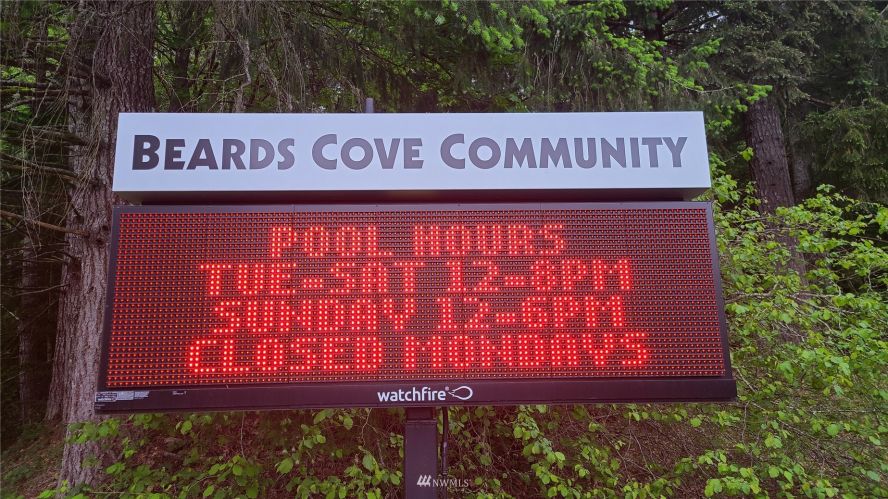 BEARDS COVE COMMUNITY
POOL HOURS
TUE-SAT 12-8PM
SUNDAY 12-6PM
CLOSED MONDAYS
watchfire®
NWMLS